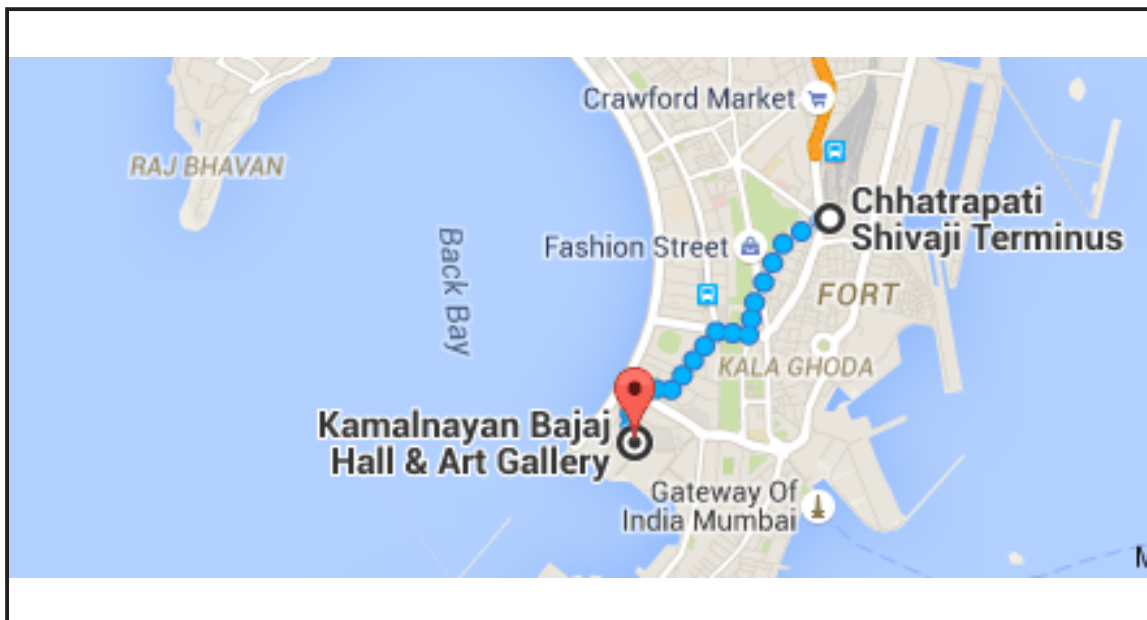 Crawford Market
RAJ BHAVAN
Chhatrapati
Shivaji Terminus
Fashion Street
Back Bay
FORT
KALA GHODA
Kamalnayan Bajaj
Hall & Art Gallery
Gateway Of
India Mumbai